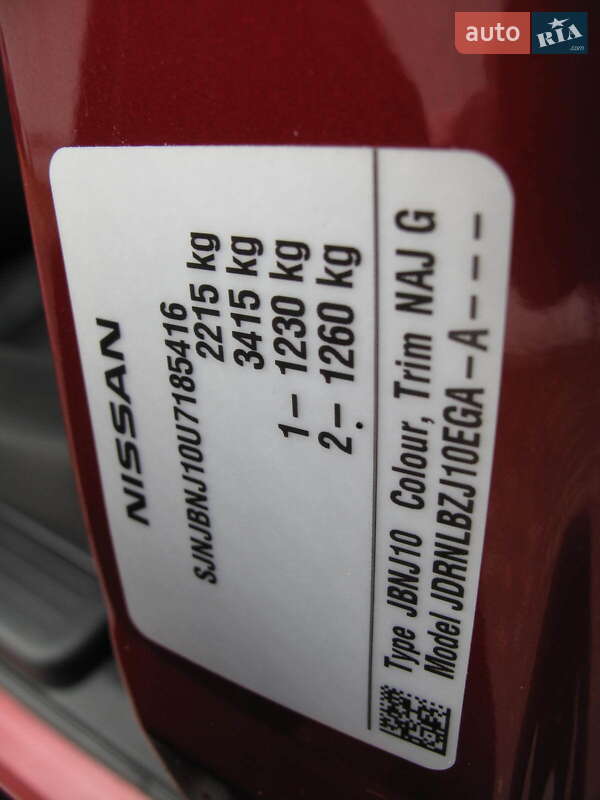 auto RIA
.com
NISSAN
SJNJBNJ10U7185416
2215 kg
3415 kg
1– 1230 kg
2– 1260 kg
Type JBNJ10 Colour, Trim NAJ G
Model JDRNLBZJ10EGA–A–––